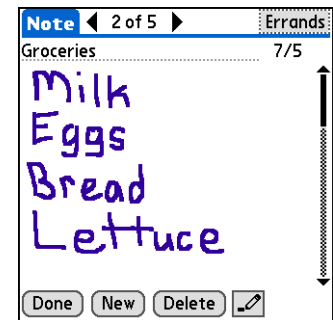 Note 2 of 5 Errands
Groceries 7/5
Milk
Eggs
Bread
Lettuce
Done New Delete